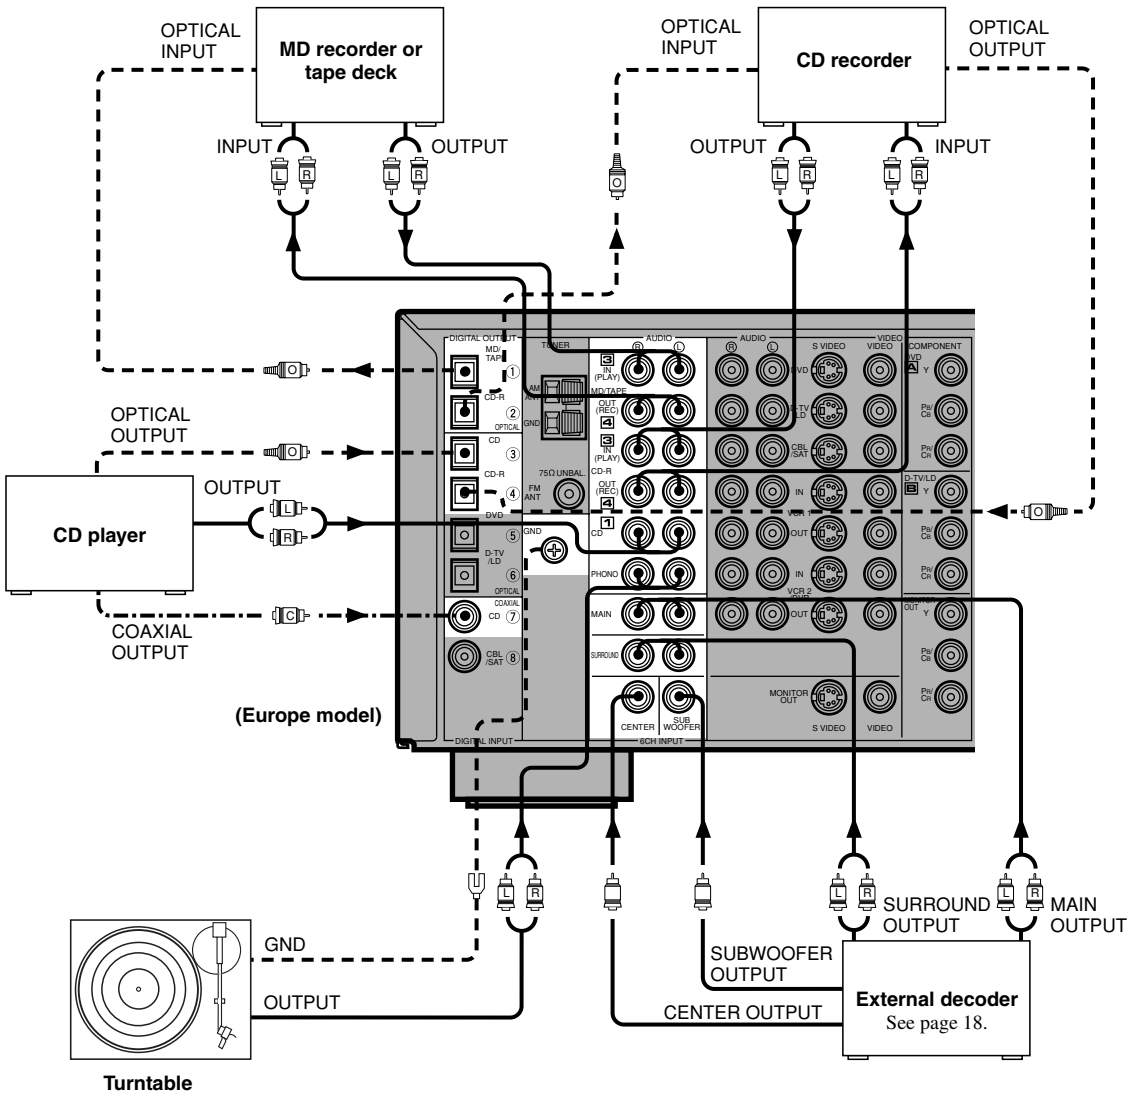 OPTICAL
INPUT
MD recorder or
tape deck
INPUT
OUTPUT
L
R
L
R
OPTICAL
INPUT
CD recorder
OPTICAL
OUTPUT
OUTPUT
INPUT
O
L
R
L
R
DIGITAL OUTPUT
MD/
TAPE
①
CD-R
②
OPTICAL
CD
③
CD-R
④
DVD
⑤
D-TV
/LD
⑥
OPTICAL
COAXIAL
CD ⑦
CBL
/SAT ⑧
DIGITAL INPUT
TUNER
AM
ANT
GND
75Ω UNBAL.
FM
ANT
GND
AUDIO
R
L
3
IN
(PLAY)
MD/TAPE
OUT
(REC)
4
3
IN
(PLAY)
CD-R
OUT
(REC)
4
1
CD
PHONO
MAIN
SURROUND
CENTER
SUB
WOOFER
6CH INPUT
AUDIO
R
L
S VIDEO
VIDEO
VIDEO
DVD
D-TV
/LD
CBL
/SAT
IN
VCR 1
OUT
IN
VCR 2
/DVR
OUT
MONITOR
OUT
S VIDEO
VIDEO
COMPONENT
DVD
A
Y
PB/
CB
PR/
CR
D-TV/LD
B
Y
PB/
CB
PR/
CR
MONITOR
OUT
Y
PB/
CB
PR/
CR
O
OPTICAL
OUTPUT
O
O
OUTPUT
L
R
CD player
C
COAXIAL
OUTPUT
(Europe model)
GND
OUTPUT
L
R
Turntable
L
R
L
R
SURROUND
OUTPUT
MAIN
OUTPUT
SUBWOOFER
OUTPUT
CENTER OUTPUT
External decoder
See page 18.